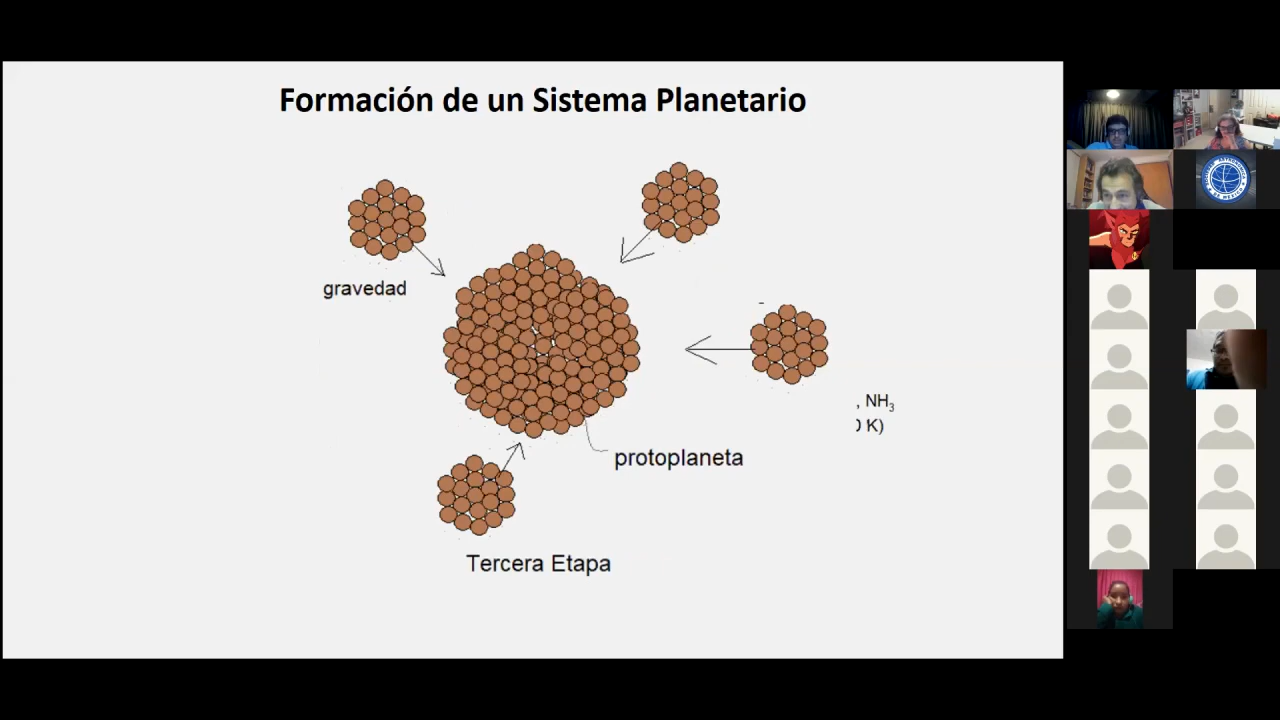 Formación de un Sistema Planetario
gravedad
, NH₃
K)
protoplaneta
Tercera Etapa